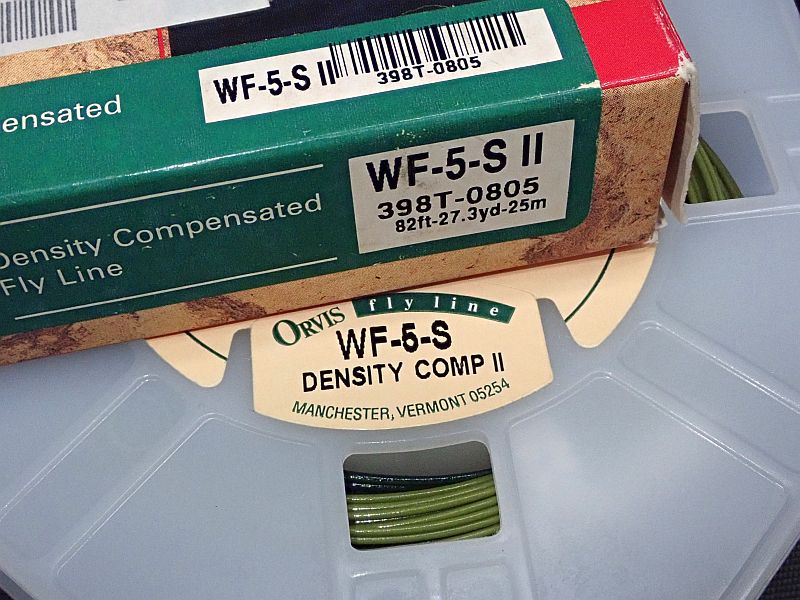 WF-5-S II
398T-0805
WF-5-S II
398T-0805
82ft-27.3yd-25m
Density Compensated
Fly Line
ORVIS fly line
WF-5-S
DENSITY COMP II
MANCHESTER, VERMONT 05254